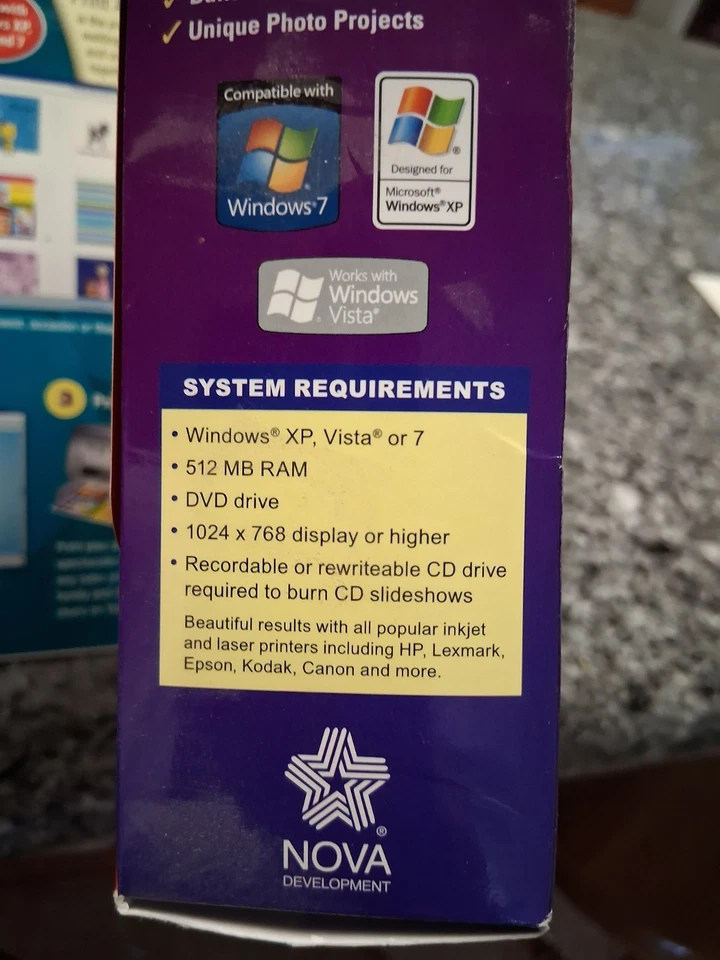 ✓ Unique Photo Projects
Compatible with
Windows® 7
Designed for
Microsoft®
Windows® XP
Works with
Windows
Vista®
SYSTEM REQUIREMENTS
• Windows® XP, Vista® or 7
• 512 MB RAM
• DVD drive
• 1024 x 768 display or higher
• Recordable or rewriteable CD drive
required to burn CD slideshows
Beautiful results with all popular inkjet
and laser printers including HP, Lexmark,
Epson, Kodak, Canon and more.
NOVA®
DEVELOPMENT
3